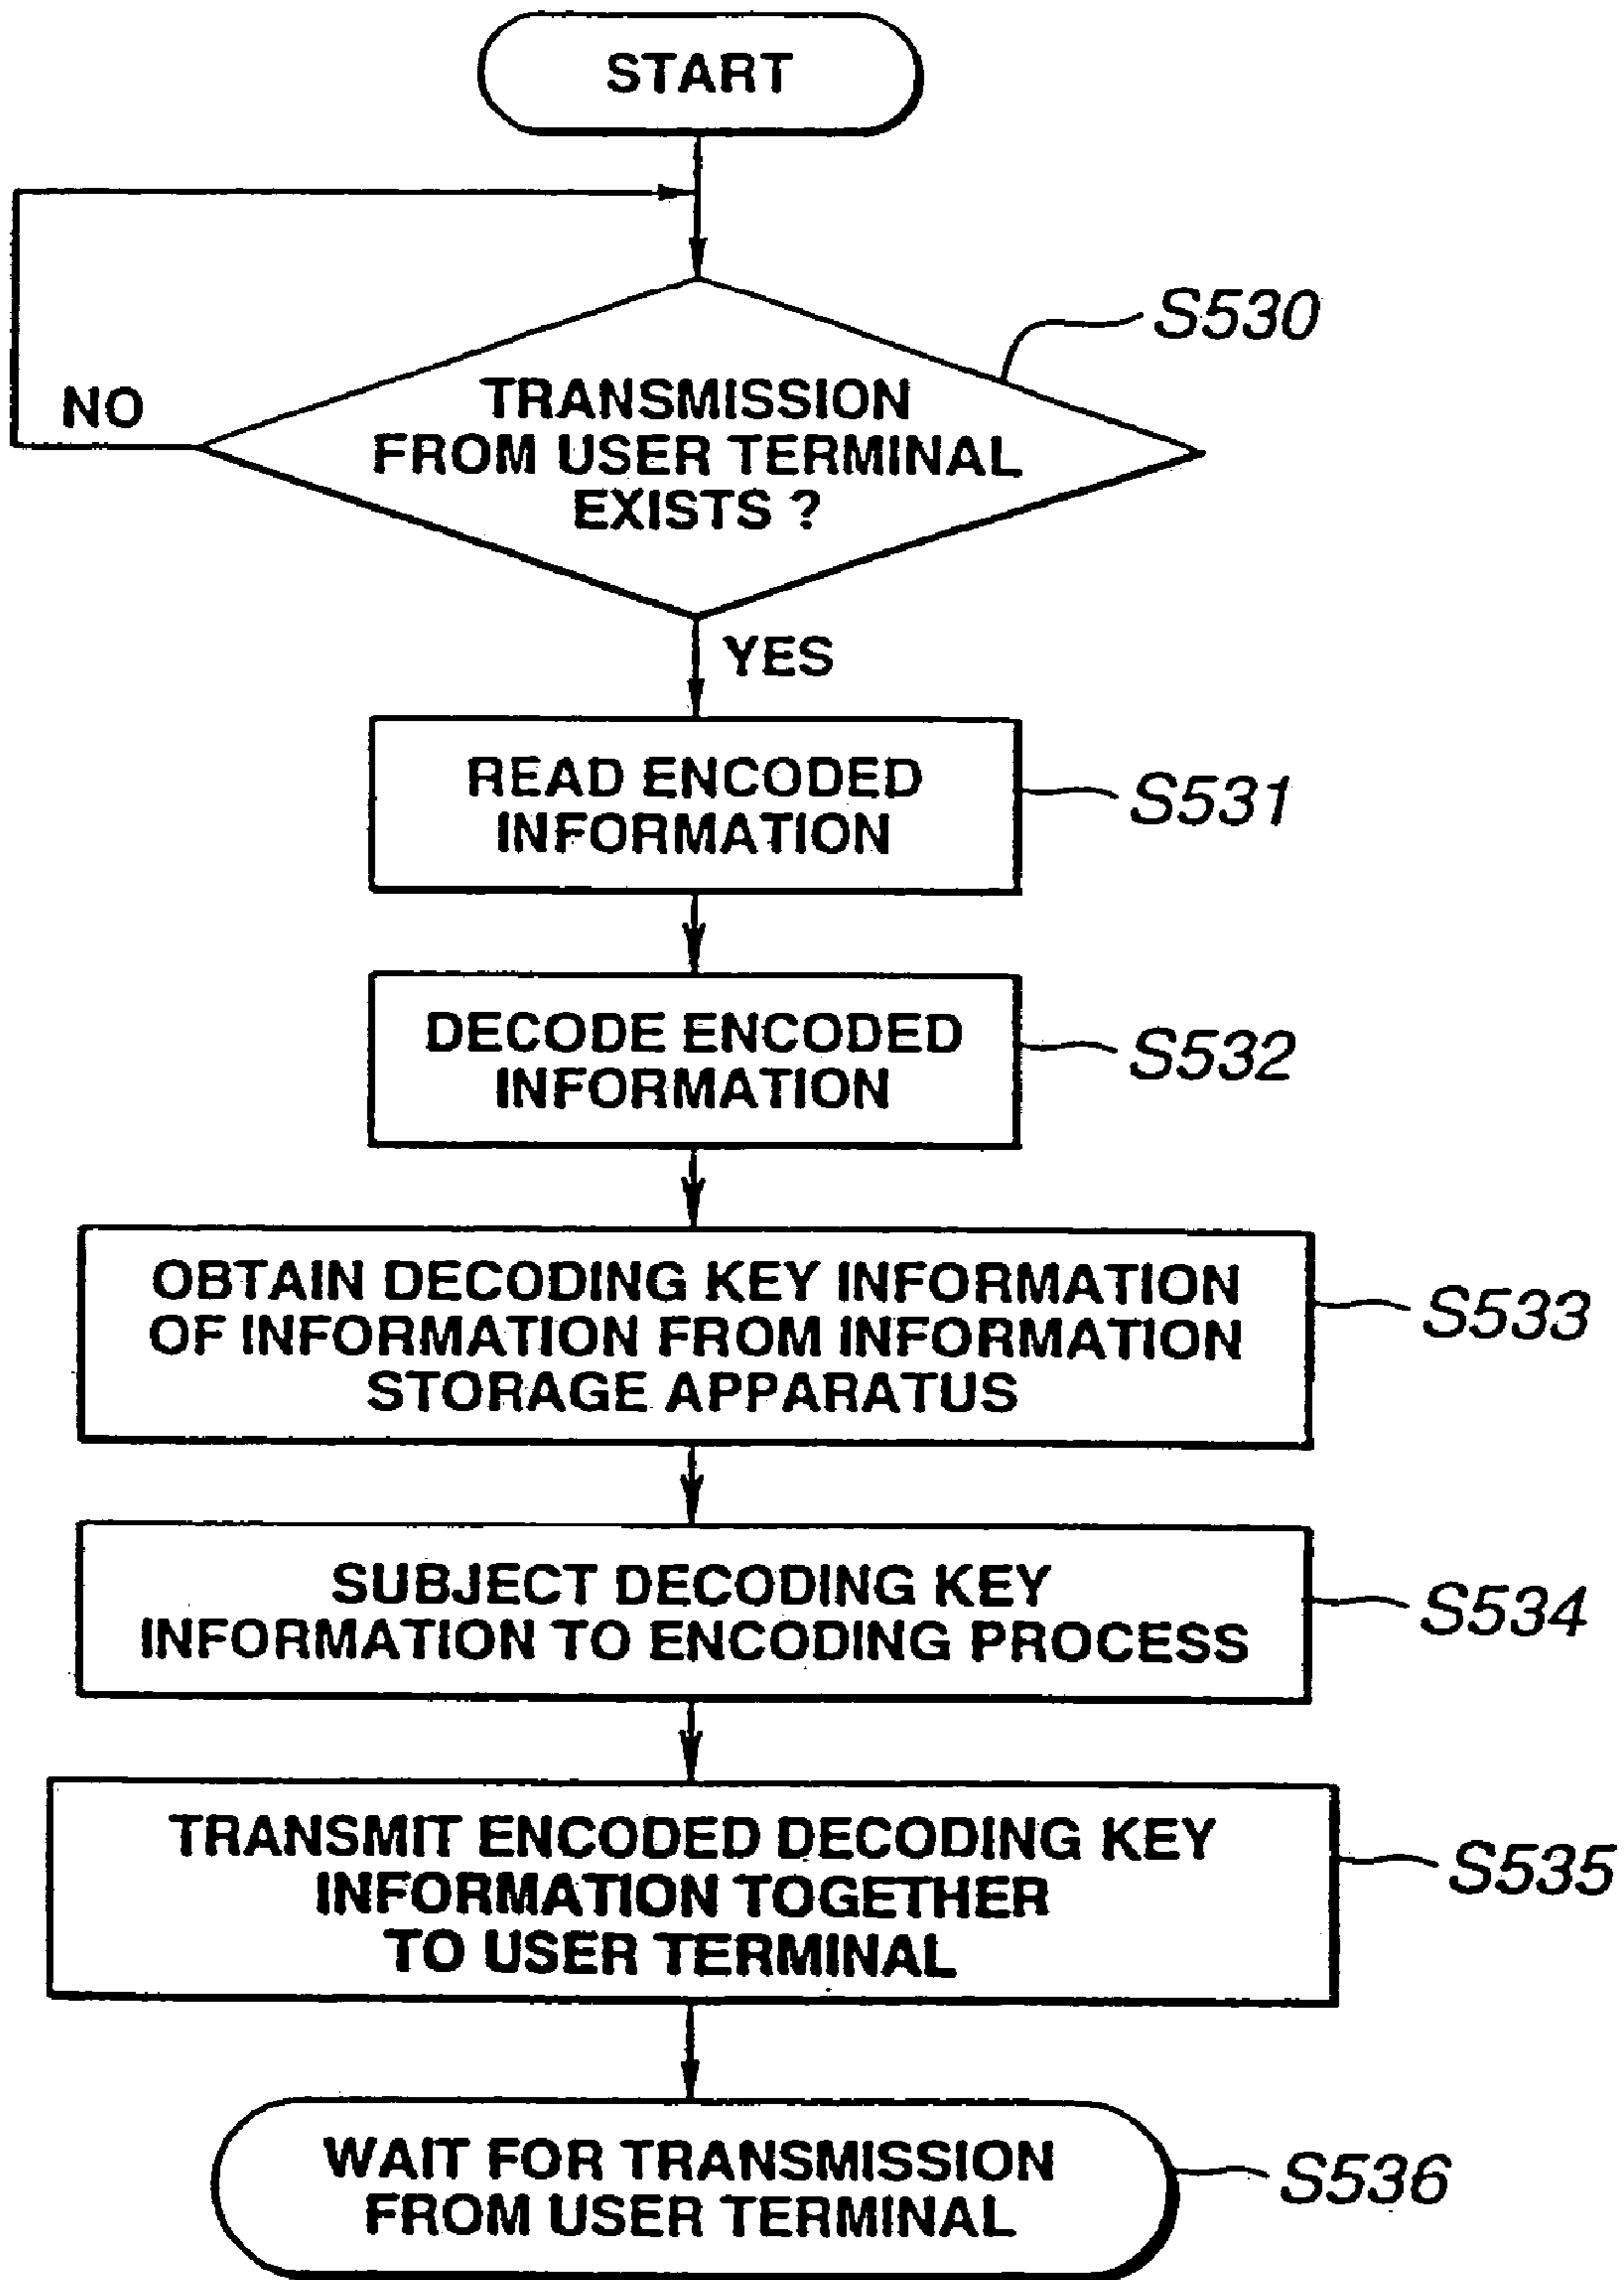 START
S530
NO
TRANSMISSION
FROM USER TERMINAL
EXISTS ?
YES
READ ENCODED
INFORMATION
S531
DECODE ENCODED
INFORMATION
S532
OBTAIN DECODING KEY INFORMATION
OF INFORMATION FROM INFORMATION
STORAGE APPARATUS
S533
SUBJECT DECODING KEY
INFORMATION TO ENCODING PROCESS
S534
TRANSMIT ENCODED DECODING KEY
INFORMATION TOGETHER
TO USER TERMINAL
S535
WAIT FOR TRANSMISSION
FROM USER TERMINAL
S536